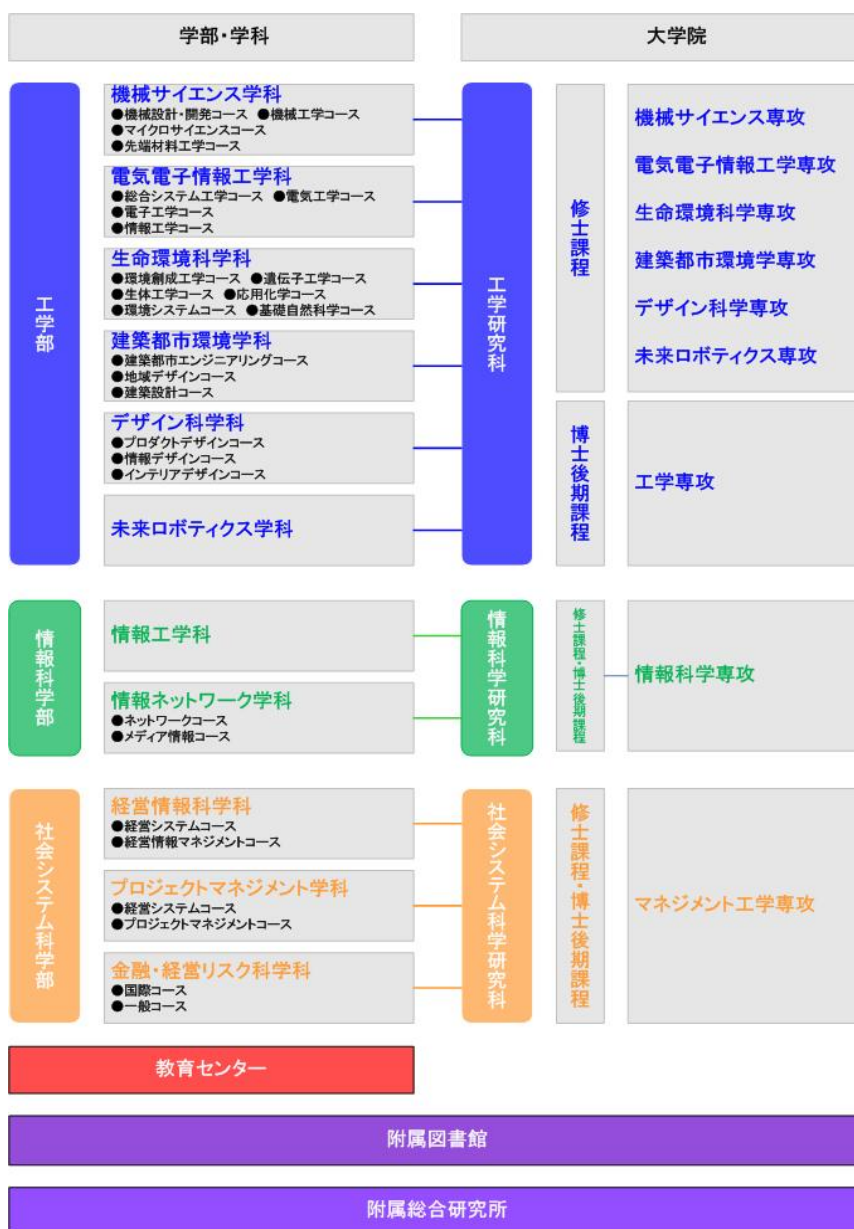 学部・学科
大学院
工学部
機械サイエンス学科
●機械設計・開発コース ●機械工学コース
●マイクロサイエンスコース
●先端材料工学コース
電気電子情報工学科
●総合システム工学コース ●電気工学コース
●電子工学コース
●情報工学コース
生命環境科学科
●環境創成工学コース ●遺伝子工学コース
●生体工学コース ●応用化学コース
●環境システムコース ●基礎自然科学コース
建築都市環境学科
●建築都市エンジニアリングコース
●地域デザインコース
●建築設計コース
デザイン科学科
●プロダクトデザインコース
●情報デザインコース
●インテリアデザインコース
未来ロボティクス学科
工学研究科
修士課程
機械サイエンス専攻
電気電子情報工学専攻
生命環境科学専攻
建築都市環境学専攻
デザイン科学専攻
未来ロボティクス専攻
博士後期課程
工学専攻
情報科学部
情報工学科
情報ネットワーク学科
●ネットワークコース
●メディア情報コース
情報科学研究科
修士課程・博士後期課程
情報科学専攻
社会システム科学部
経営情報科学科
●経営システムコース
●経営情報マネジメントコース
プロジェクトマネジメント学科
●経営システムコース
●プロジェクトマネジメントコース
金融・経営リスク科学科
●国際コース
●一般コース
社会システム科学研究科
修士課程・博士後期課程
マネジメント工学専攻
教育センター
附属図書館
附属総合研究所